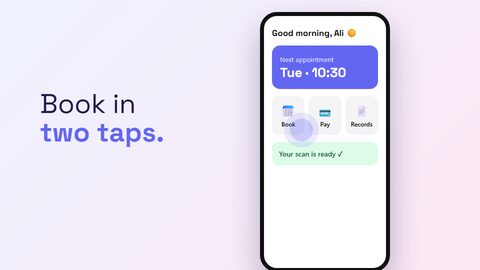 Book in
two taps.
Good morning, Ali
Next appointment
Tue · 10:30
Book
Pay
Records
Your scan is ready ✓